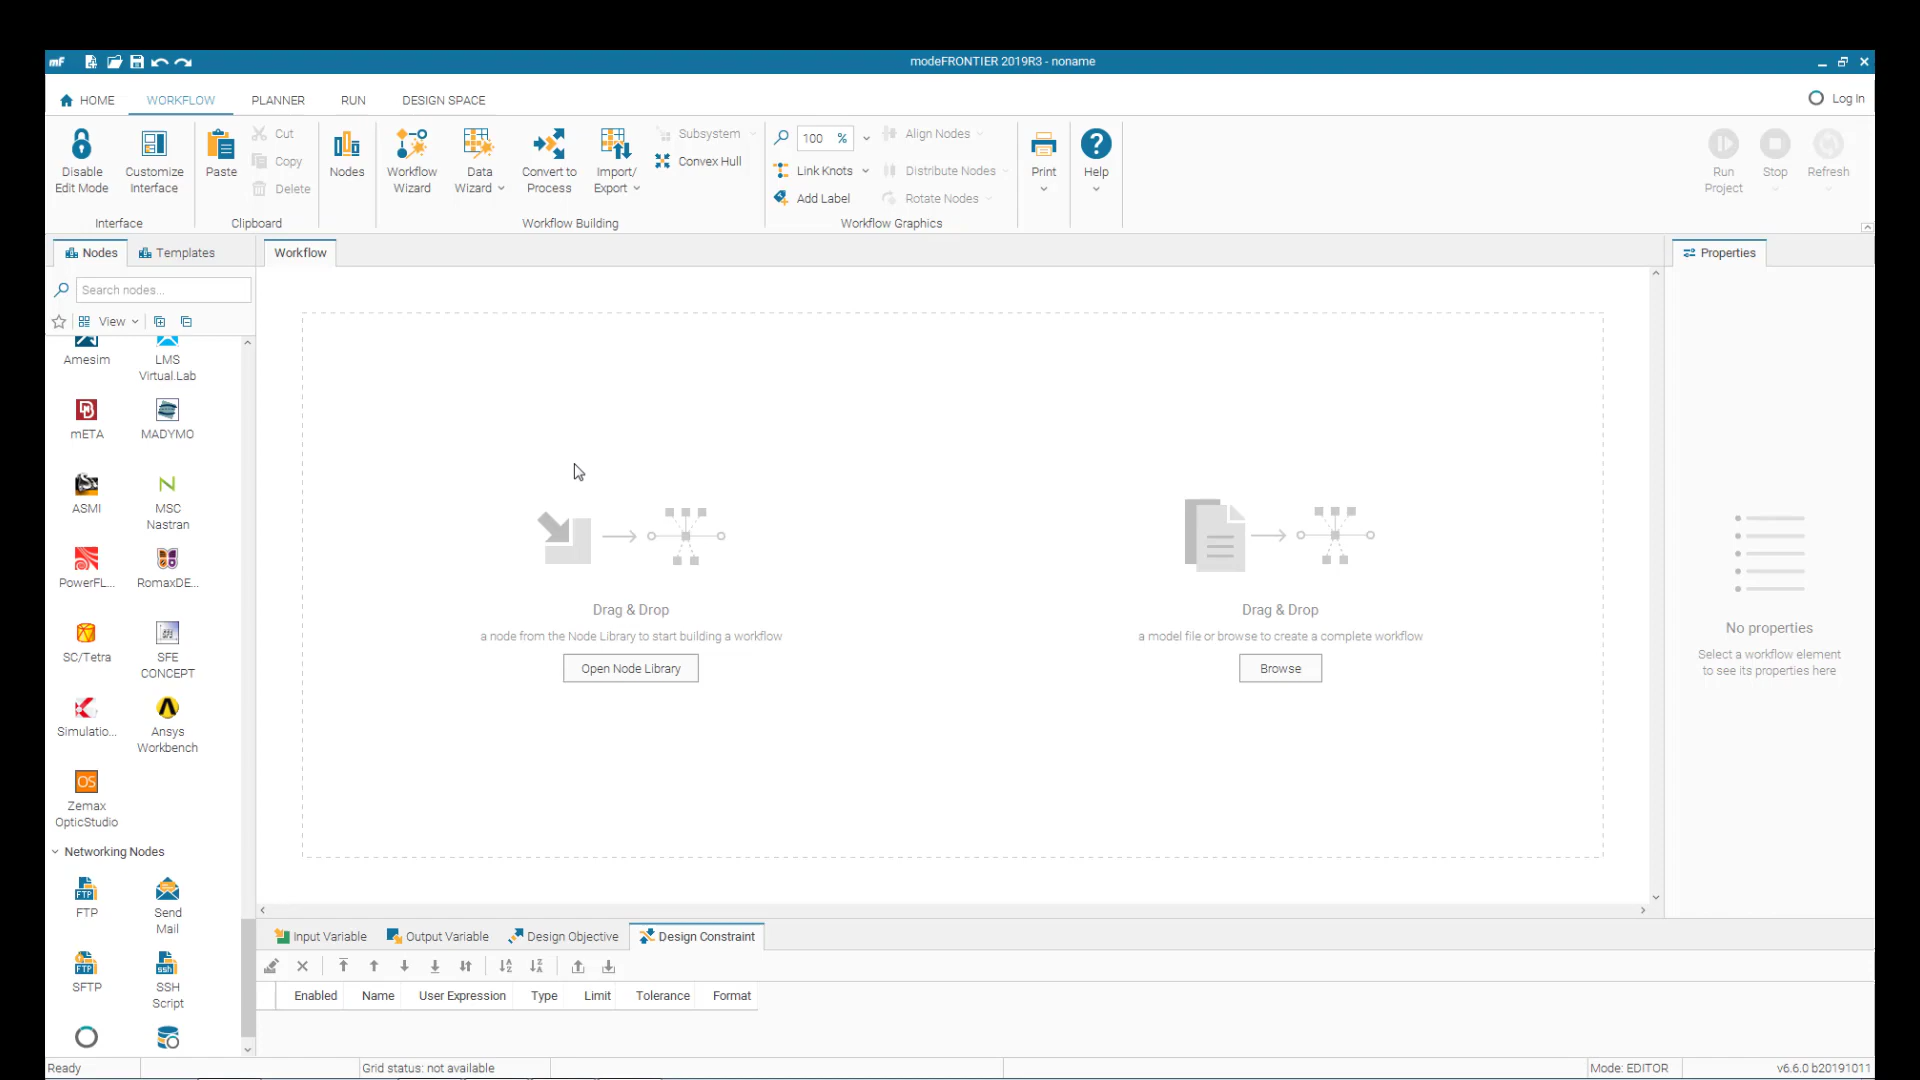 mF
modeFRONTIER 2019R3 - noname
HOME
WORKFLOW
PLANNER
RUN
DESIGN SPACE
Log In
Disable
Edit Mode
Customize
Interface
Interface
Paste
Cut
Copy
Delete
Clipboard
Nodes
Workflow
Wizard
Data
Wizard
Convert to
Process
Import/
Export
Subsystem
Convex Hull
Workflow Building
100 %
Link Knots
Add Label
Align Nodes
Distribute Nodes
Rotate Nodes
Workflow Graphics
Print
Help
Run
Project
Stop
Refresh
Nodes
Templates
Workflow
Properties
Search nodes...
View
Amesim
LMS
Virtual.Lab
mETA
MADYMO
ASMI
MSC
Nastran
PowerFL...
RomaxDE...
SC/Tetra
SFE
CONCEPT
Simulatio...
Ansys
Workbench
OS
Zemax
OpticStudio
Networking Nodes
FTP
FTP
Send
Mail
FTP
SFTP
ssh
SSH
Script
Drag & Drop
a node from the Node Library to start building a workflow
Open Node Library
Drag & Drop
a model file or browse to create a complete workflow
Browse
No properties
Select a workflow element
to see its properties here
Input Variable
Output Variable
Design Objective
Design Constraint
Enabled
Name
User Expression
Type
Limit
Tolerance
Format
Ready
Grid status: not available
Mode: EDITOR
v6.6.0 b20191011